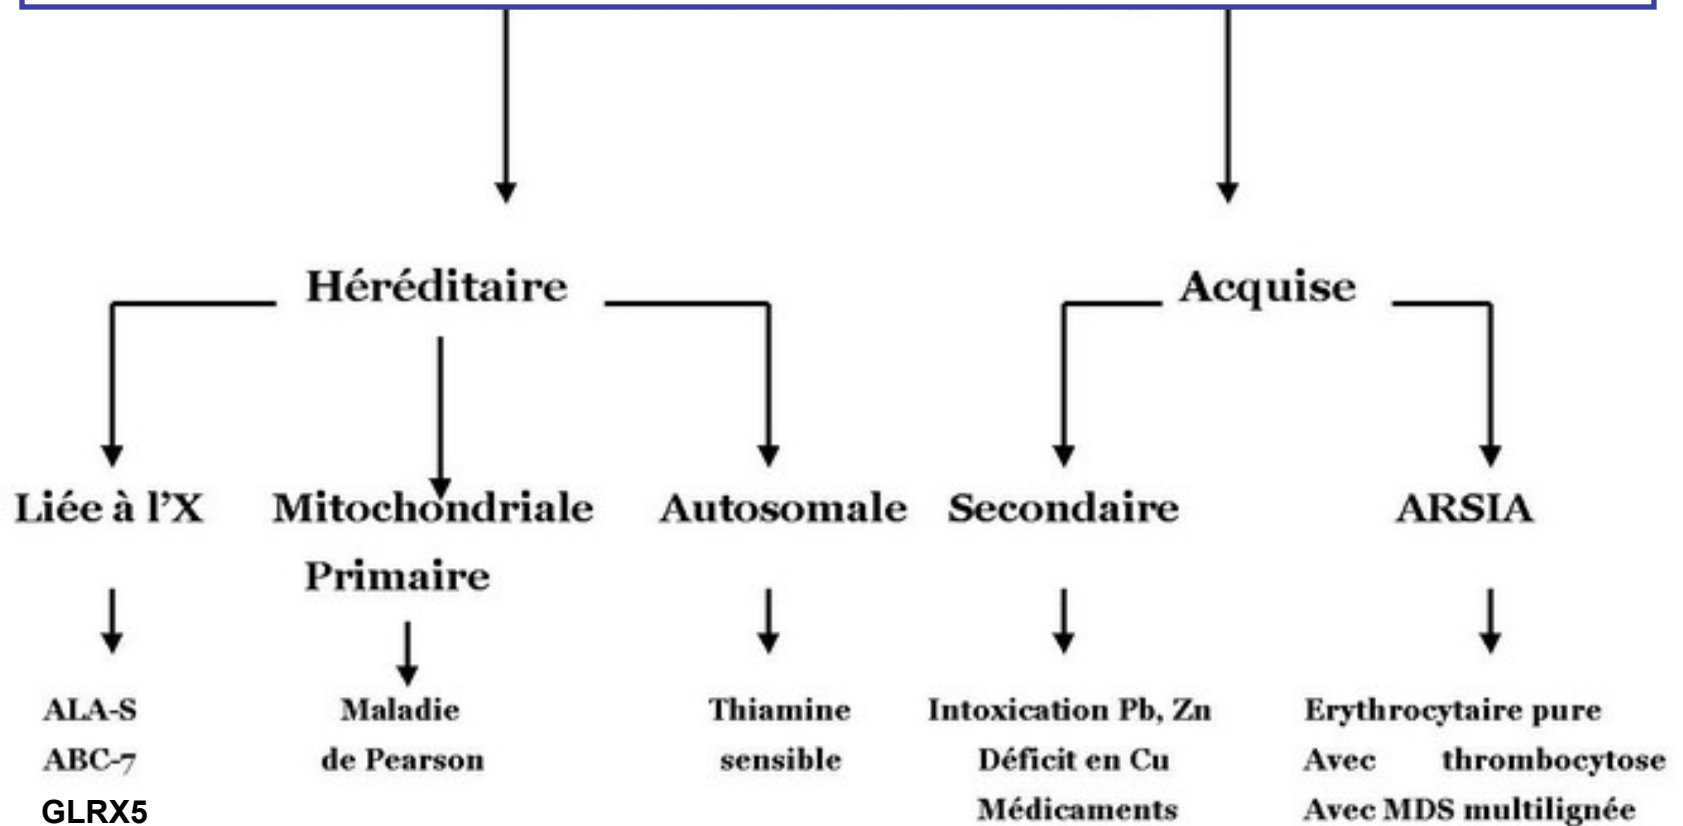 Héréditaire
Acquise
Liée à l’X
Mitochondriale
Primaire
Autosomale
Secondaire
ARSIA
ALA-S
ABC-7
GLRX5
Maladie
de Pearson
Thiamine
sensible
Intoxication Pb, Zn
Déficit en Cu
Médicaments
Erythrocytaire pure
Avec thrombocytose
Avec MDS multilignée